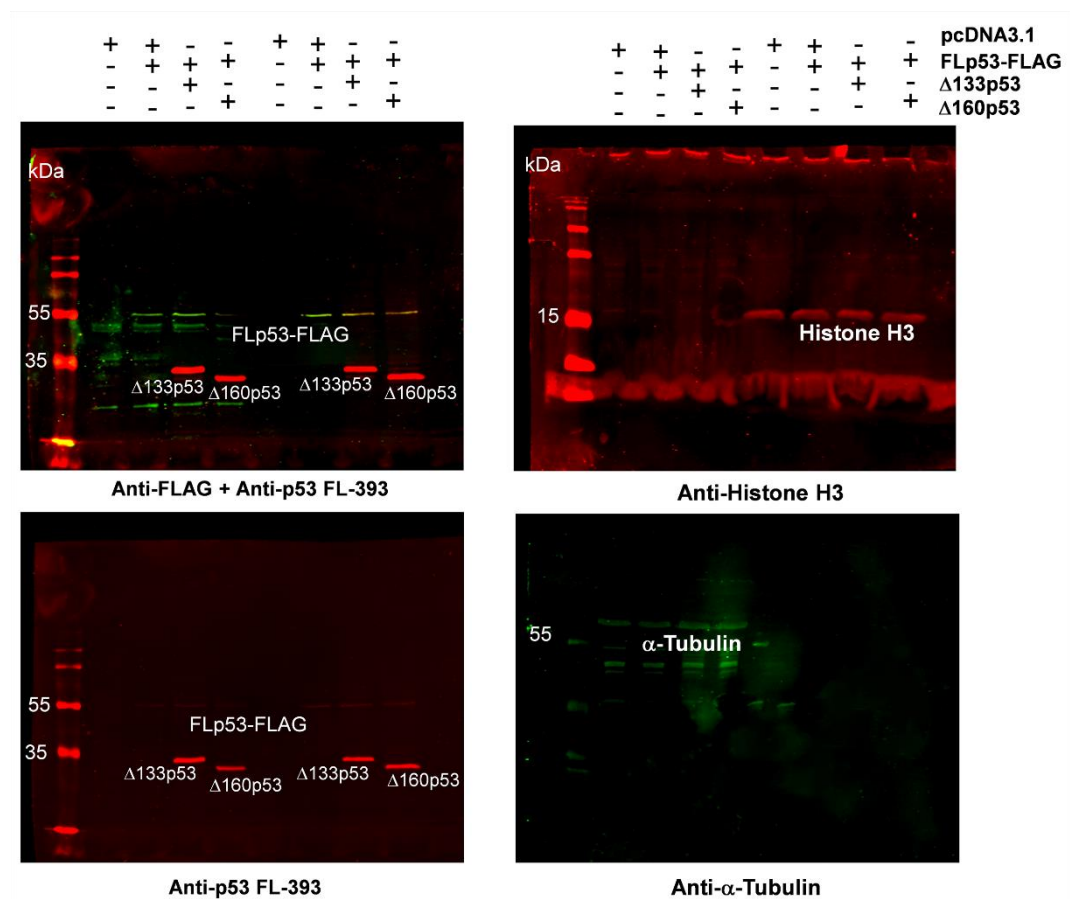 + + - - + + - - - + + + - + + + - - + - - - + - - - - + - - - +
+ + - - + + - - pcDNA3.1
- + + + - + + + FLp53-FLAG
- - + - - - + - Δ133p53
- - - + - - - + Δ160p53
kDa
55
35
FLp53-FLAG
Δ133p53 Δ160p53 Δ133p53 Δ160p53
Anti-FLAG + Anti-p53 FL-393
kDa
15
Histone H3
Anti-Histone H3
55
35
FLp53-FLAG
Δ133p53 Δ160p53 Δ133p53 Δ160p53
Anti-p53 FL-393
55
α-Tubulin
Anti-α-Tubulin